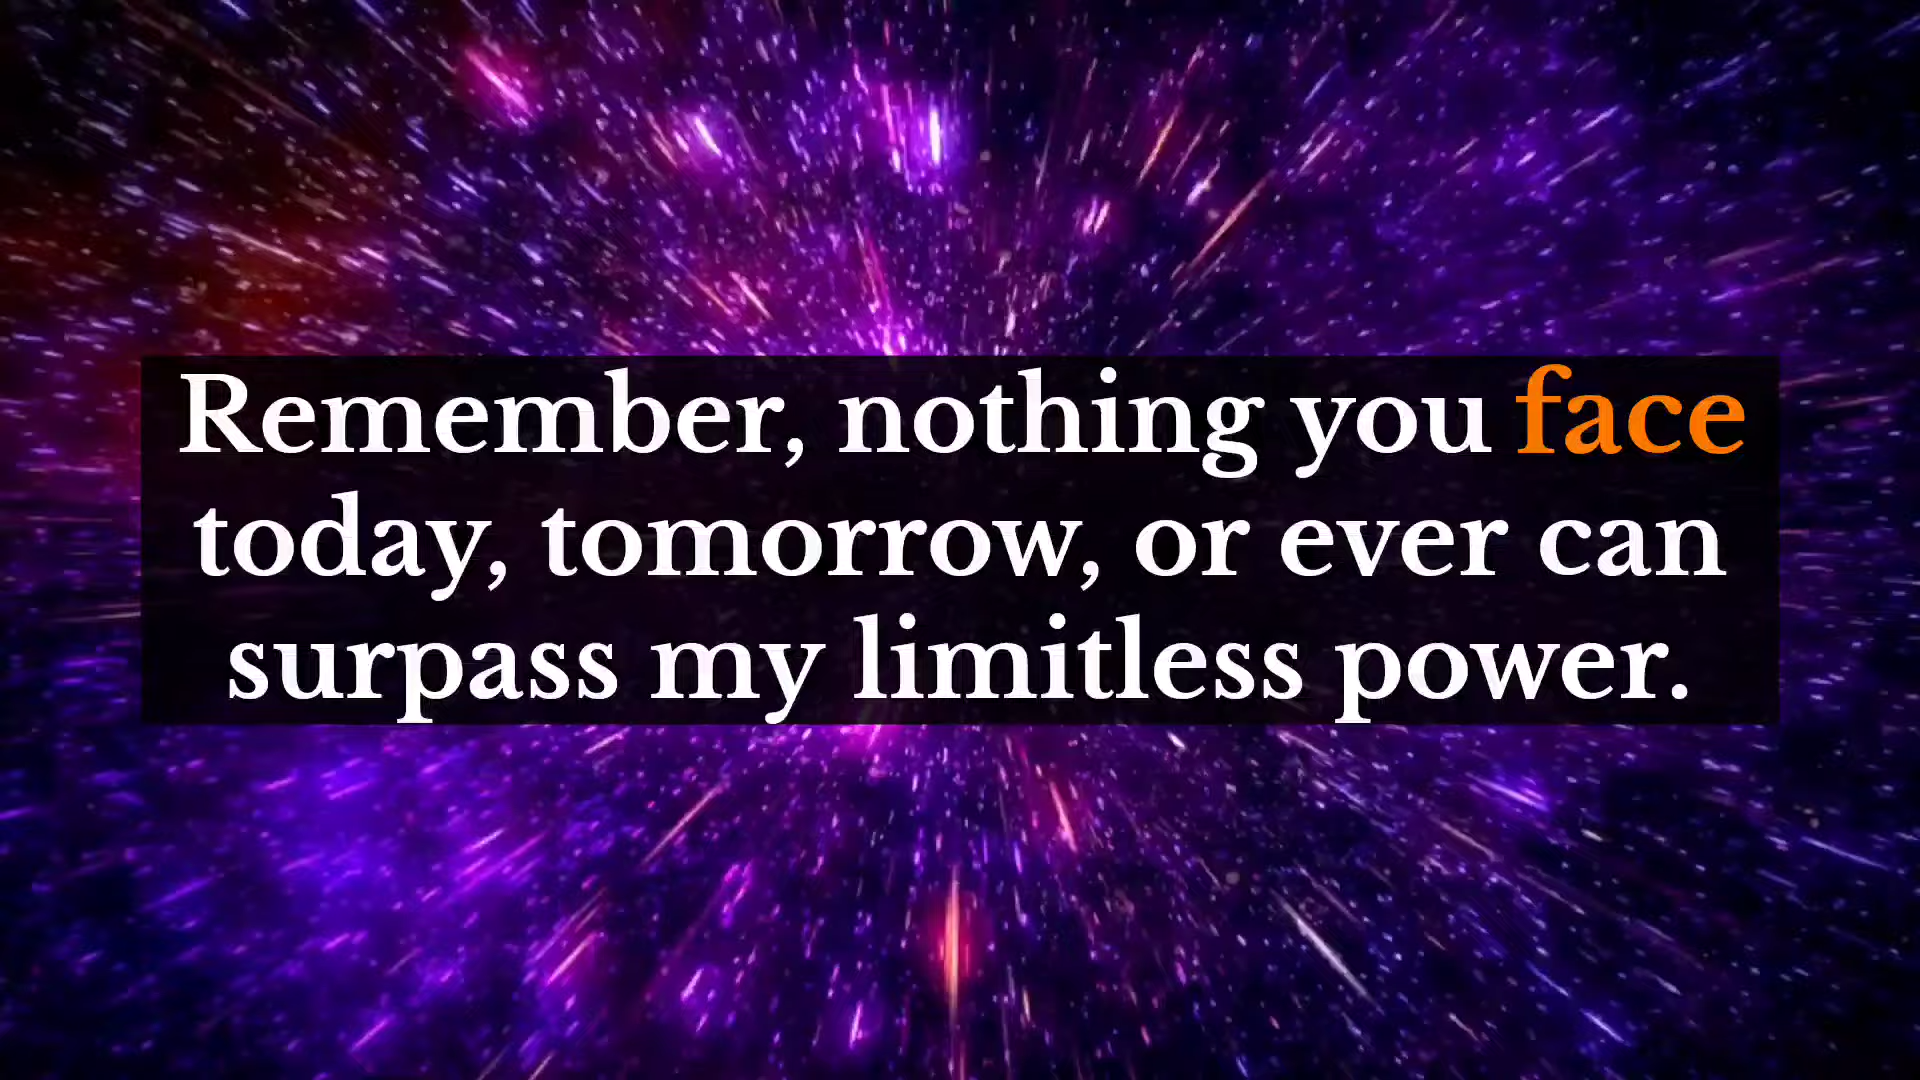 Remember, nothing you face
today, tomorrow, or ever can
surpass my limitless power.